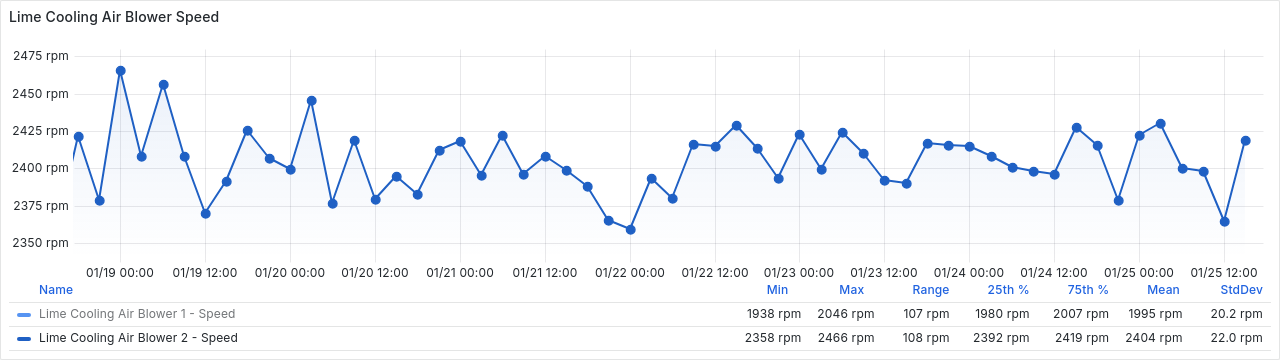 Lime Cooling Air Blower Speed
2475 rpm
2450 rpm
2425 rpm
2400 rpm
2375 rpm
2350 rpm
01/19 00:00 01/19 12:00 01/20 00:00 01/20 12:00 01/21 00:00 01/21 12:00 01/22 00:00 01/22 12:00 01/23 00:00 01/23 12:00 01/24 00:00 01/24 12:00 01/25 00:00 01/25 12:00
Name Min Max Range 25th % 75th % Mean StdDev
Lime Cooling Air Blower 1 - Speed 1938 rpm 2046 rpm 107 rpm 1980 rpm 2007 rpm 1995 rpm 20.2 rpm
Lime Cooling Air Blower 2 - Speed 2358 rpm 2466 rpm 108 rpm 2392 rpm 2419 rpm 2404 rpm 22.0 rpm